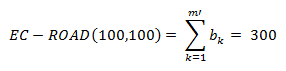 EC − ROAD(100,100) = ∑_{k=1}^{m′} b_k = 300